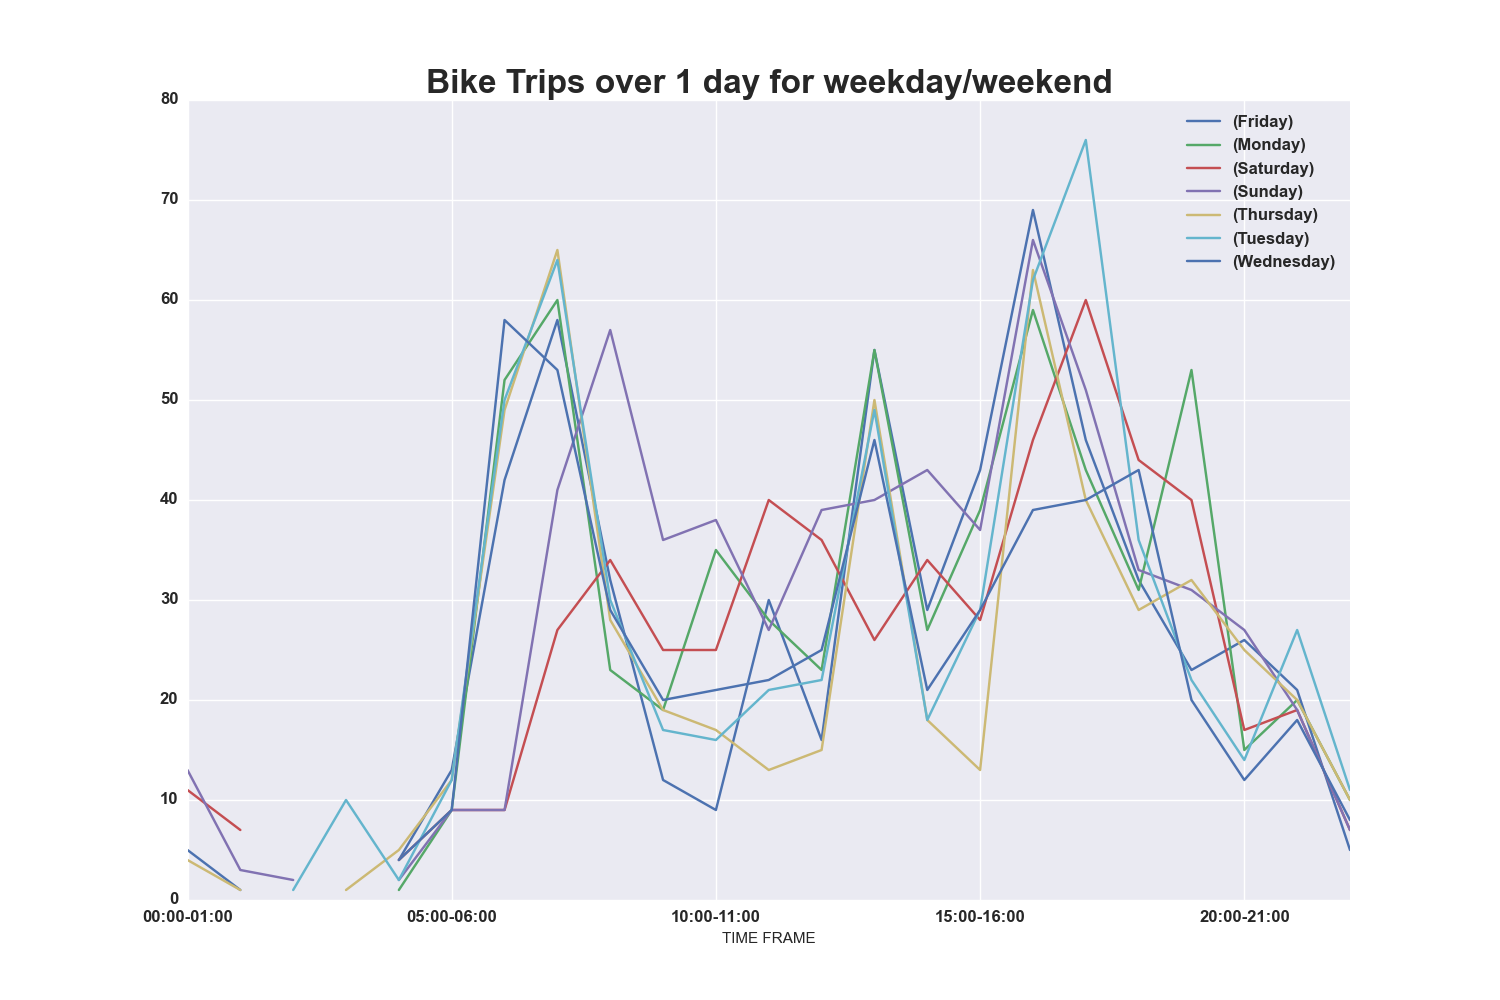 Bike Trips over 1 day for weekday/weekend
80
70
60
50
40
30
20
10
0
(Friday)
(Monday)
(Saturday)
(Sunday)
(Thursday)
(Tuesday)
(Wednesday)
00:00-01:00 05:00-06:00 10:00-11:00 15:00-16:00 20:00-21:00
TIME FRAME